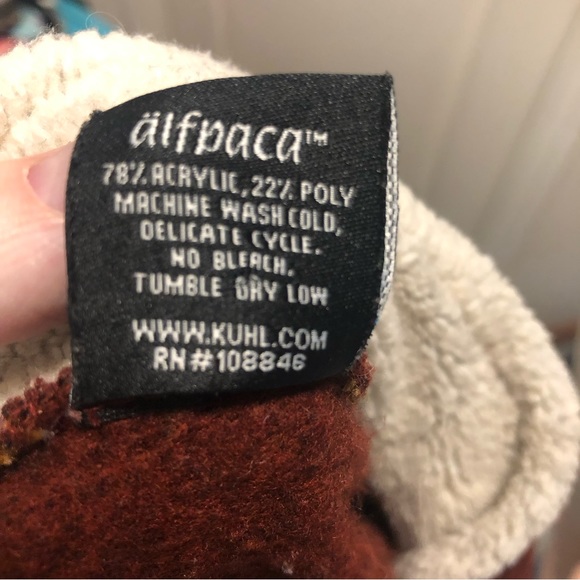 älfpaca™
78% ACRYLIC, 22% POLY
MACHINE WASH COLD,
DELICATE CYCLE.
NO BLEACH.
TUMBLE DRY LOW
WWW.KUHL.COM
RN#108846